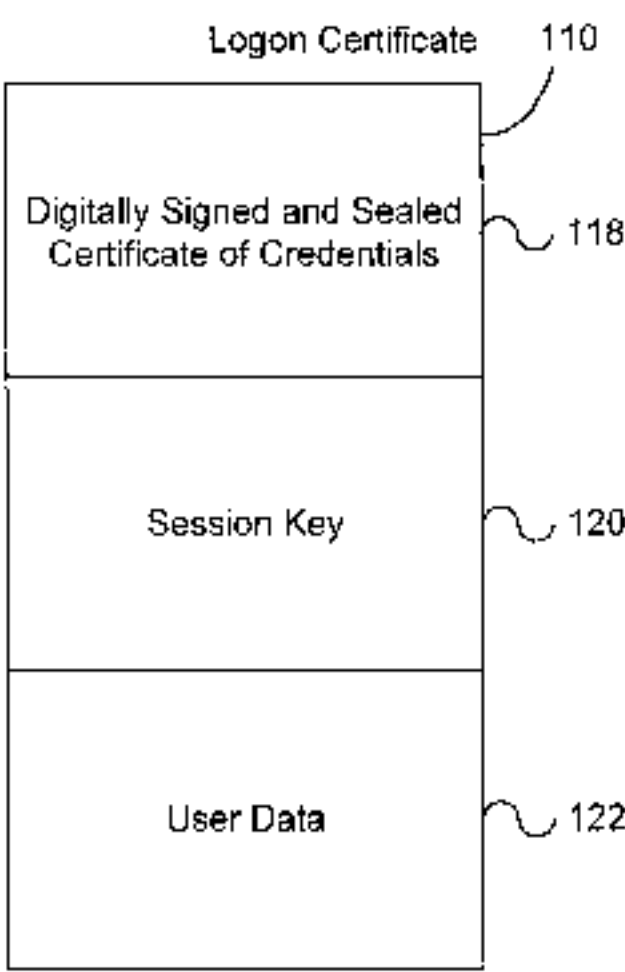 Logon Certificate 110
Digitally Signed and Sealed
Certificate of Credentials
118
Session Key
120
User Data
122